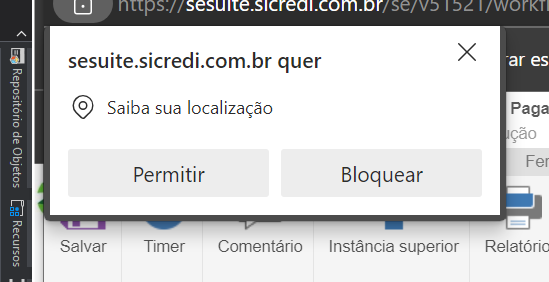 https://sesuite.sicredi.com.br/se/v51521/workfl
sesuite.sicredi.com.br quer
Saiba sua localização
Permitir
Bloquear
Repositório de Objetos
Recursos
rar es
Paga
ução
Fer
Salvar
Timer
Comentário
Instância superior
Relatório